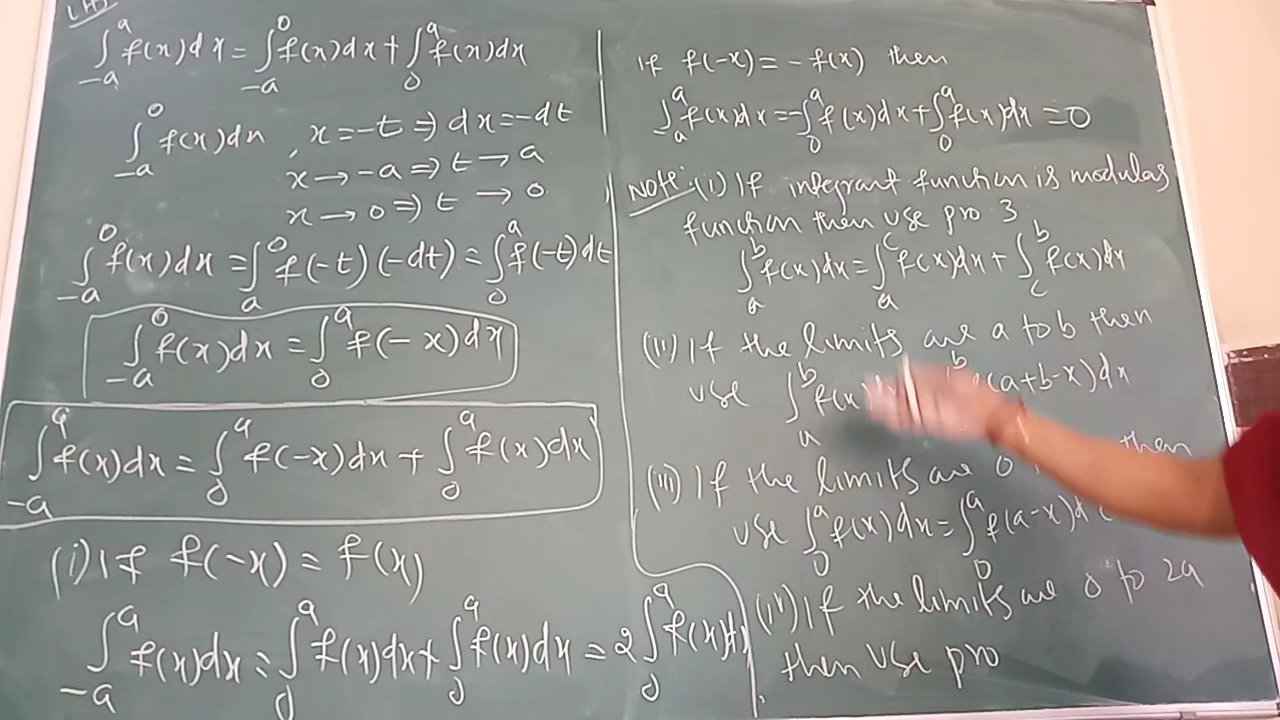 ∫_{-a}^{a} f(x)dx = ∫_{-a}^{0} f(x)dx + ∫_{0}^{a} f(x)dx
∫_{-a}^{0} f(x)dx , x=-t ⇒ dx=-dt
x → -a ⇒ t → a
x → 0 ⇒ t → 0
∫_{-a}^{0} f(x)dx = ∫_{a}^{0} f(-t)(-dt) = ∫_{0}^{a} f(-t)dt
∫_{-a}^{0} f(x)dx = ∫_{0}^{a} f(-x)dx
∫_{-a}^{a} f(x)dx = ∫_{0}^{a} f(-x)dx + ∫_{0}^{a} f(x)dx
(i) If f(-x) = f(x)
∫_{-a}^{a} f(x)dx = ∫_{0}^{a} f(x)dx + ∫_{0}^{a} f(x)dx = 2∫_{0}^{a} f(x)d
If f(-x) = -f(x) then
∫_{a}^{a} f(x)dx = -∫_{0}^{a} f(x)dx + ∫_{0}^{a} f(x)dx = 0
Note: (i) If integrant function is modulas
function then use pro. 3
∫_{a}^{b} f(x)dx = ∫_{a}^{c} f(x)dx + ∫_{c}^{b} f(x)dx
(ii) If the limits are a to b then
use ∫_{a}^{b} f(x) (a+b-x)dx
(iii) If the limits are 0 then
use ∫_{0}^{a} f(x)dx = ∫_{0}^{a} f(a-x)d
(iv) If the limits are 0 to 2a
then use pro